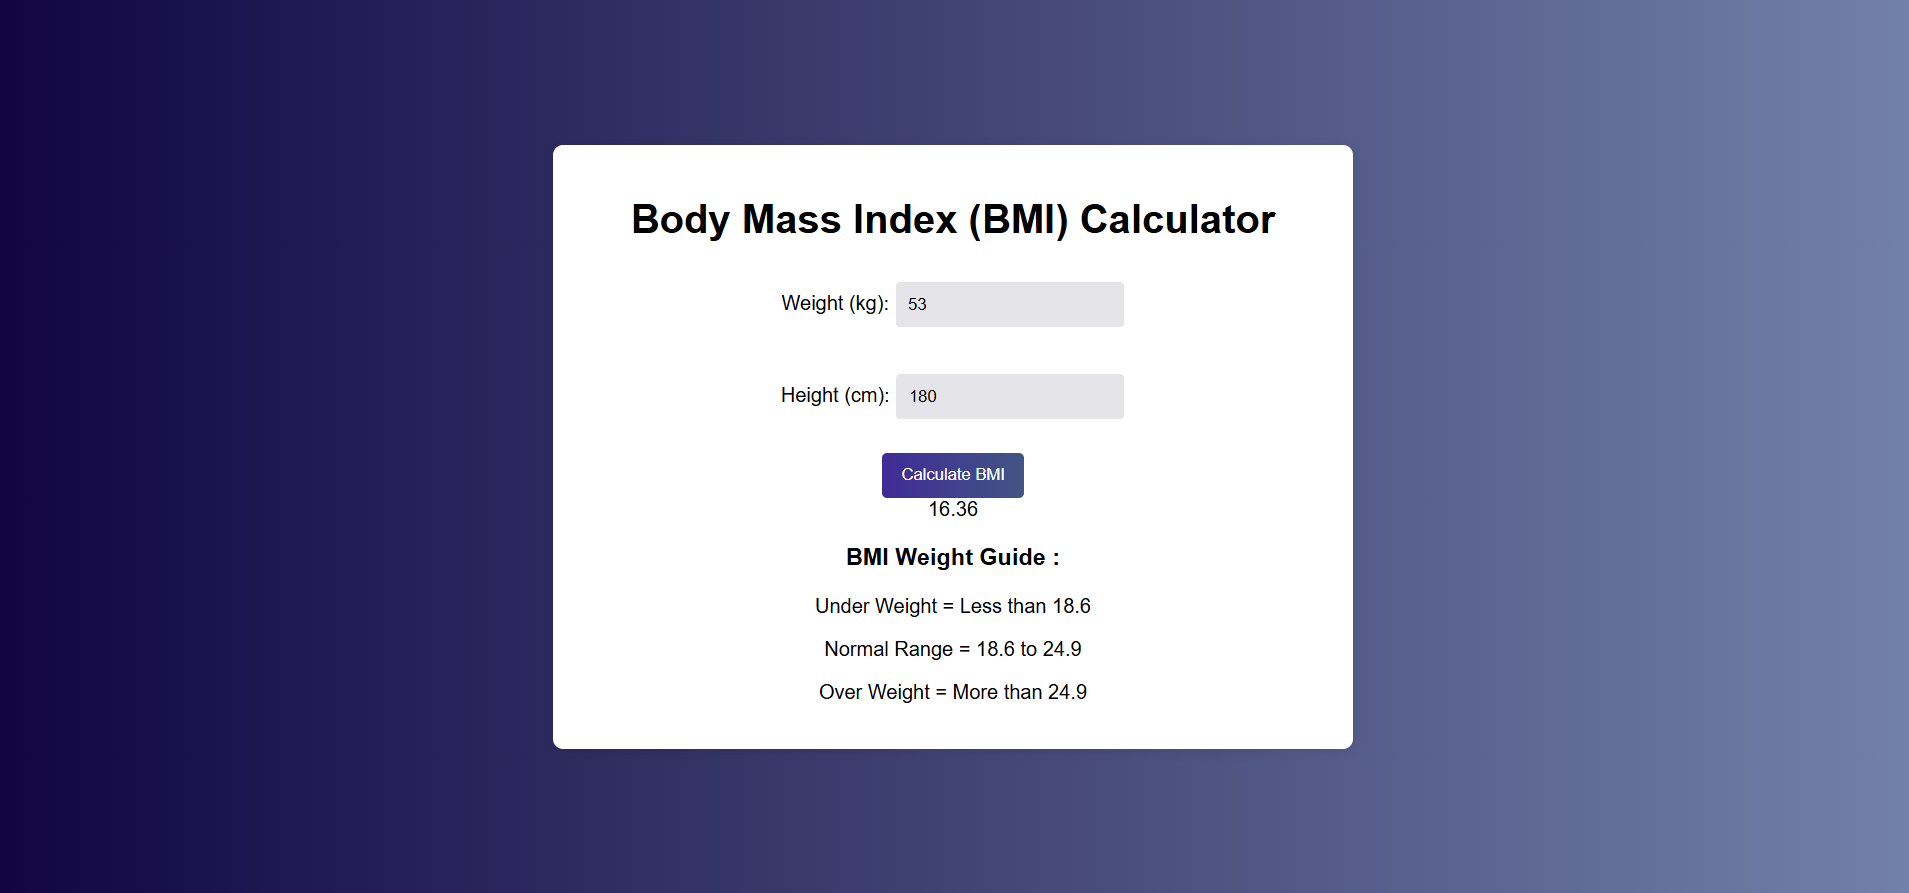 Body Mass Index (BMI) Calculator
Weight (kg): 53
Height (cm): 180
Calculate BMI
16.36
BMI Weight Guide :
Under Weight = Less than 18.6
Normal Range = 18.6 to 24.9
Over Weight = More than 24.9